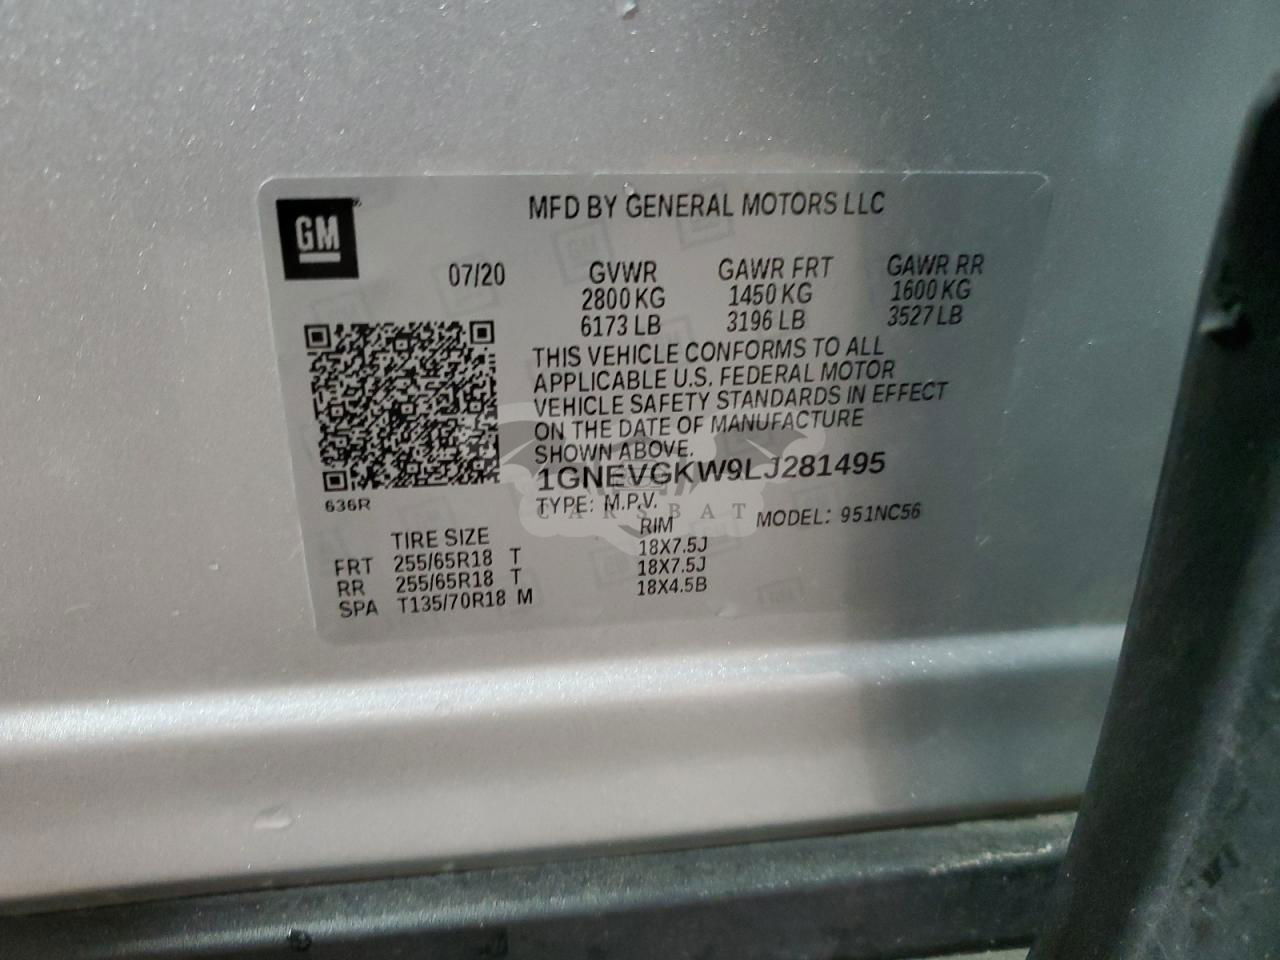 GM
MFD BY GENERAL MOTORS LLC
07/20 GVWR GAWR FRT GAWR RR
2800 KG 1450 KG 1600 KG
6173 LB 3196 LB 3527 LB
THIS VEHICLE CONFORMS TO ALL
APPLICABLE U.S. FEDERAL MOTOR
VEHICLE SAFETY STANDARDS IN EFFECT
ON THE DATE OF MANUFACTURE
SHOWN ABOVE.
1GNEVGKW9LJ281495
636R
TYPE: M.P.V. MODEL: 951NC56
CARSBAT
TIRE SIZE RIM
FRT 255/65R18 T 18X7.5J
RR 255/65R18 T 18X7.5J
SPA T135/70R18 M 18X4.5B